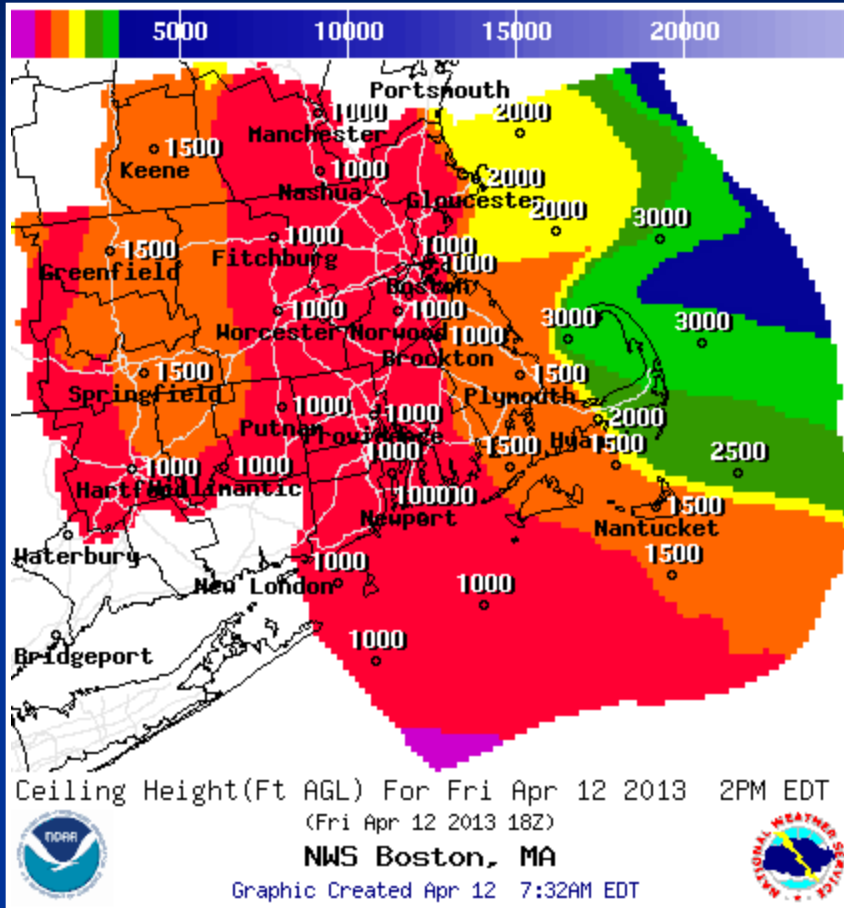 5000 10000 15000 20000
Portsmouth
1000 2000
Manchester
1500
Keene 1000 2000
Nashua
Gloucester
2000
1000 1000 3000
1500 1000
Greenfield Fitchburg
Boston
1000 1000
Worcester Norwood 3000 3000
1000
Brockton
1500 1500
Springfield Plymouth
1000 1000 2000
Putnam Providence
1500 1500
1000 1000 1000 2500
Hartford Willimantic
1000
Newport 1500
Nantucket
Waterbury
1500
1000
New London 1000
1000
Bridgeport
Ceiling Height(Ft AGL) For Fri Apr 12 2013 2PM EDT
(Fri Apr 12 2013 18Z)
NWS Boston, MA
Graphic Created Apr 12 7:32AM EDT
NOAA
NATIONAL WEATHER SERVICE